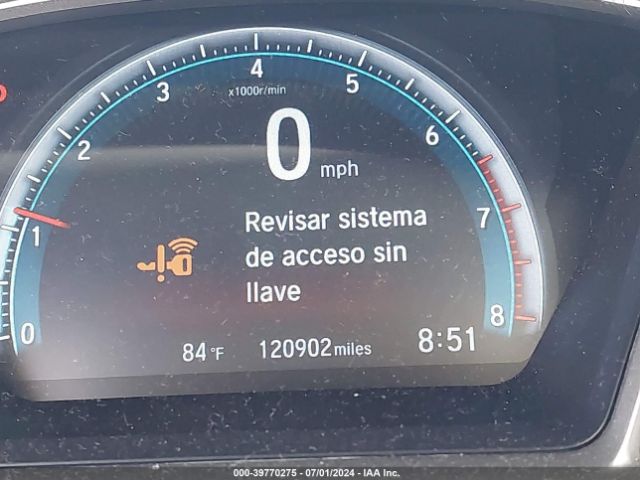 4
3
5
x1000r/min
2
6
0 mph
1
7
Revisar sistema
de acceso sin
llave
0
8
84°F 120902 miles 8:51
000-39770275 - 07/01/2024 - IAA Inc.